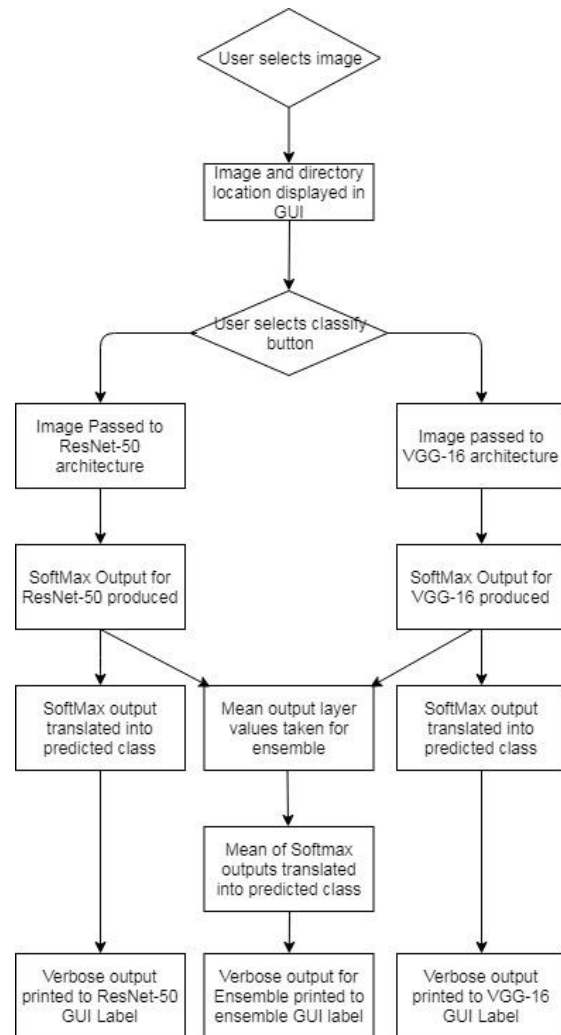 User selects image
Image and directory
location displayed in
GUI
User selects classify
button
Image Passed to
ResNet-50
architecture
Image passed to
VGG-16 architecture
SoftMax Output for
ResNet-50 produced
SoftMax Output for
VGG-16 produced
SoftMax output
translated into
predicted class
Mean output layer
values taken for
ensemble
SoftMax output
translated into
predicted class
Mean of Softmax
outputs translated
into predicted class
Verbose output
printed to ResNet-50
GUI Label
Verbose output for
Ensemble printed to
ensemble GUI label
Verbose output
printed to VGG-16
GUI Label